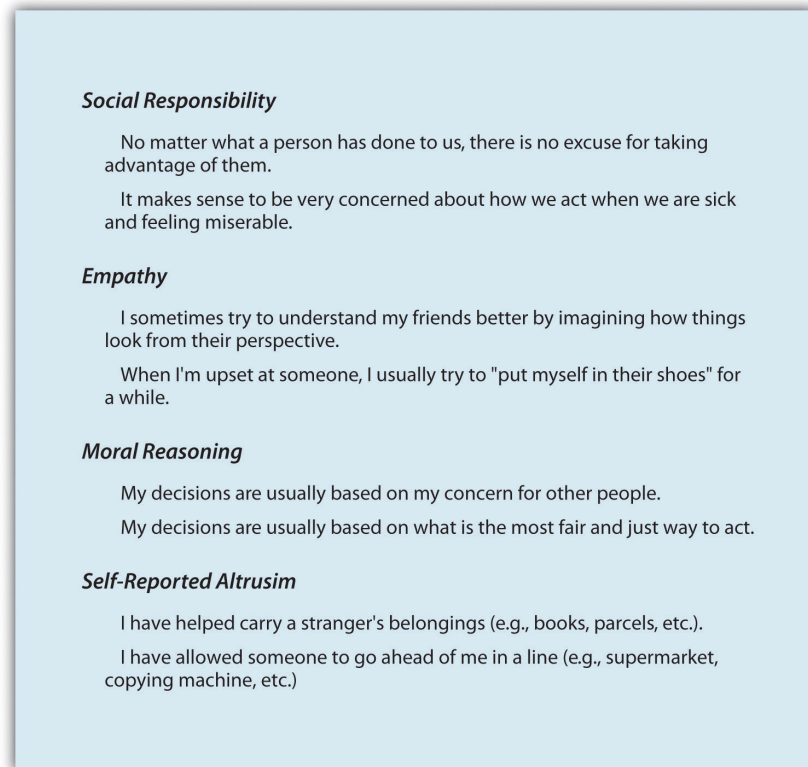 Social Responsibility
No matter what a person has done to us, there is no excuse for taking
advantage of them.
It makes sense to be very concerned about how we act when we are sick
and feeling miserable.
Empathy
I sometimes try to understand my friends better by imagining how things
look from their perspective.
When I'm upset at someone, I usually try to "put myself in their shoes" for
a while.
Moral Reasoning
My decisions are usually based on my concern for other people.
My decisions are usually based on what is the most fair and just way to act.
Self-Reported Altrusim
I have helped carry a stranger's belongings (e.g., books, parcels, etc.).
I have allowed someone to go ahead of me in a line (e.g., supermarket,
copying machine, etc.)